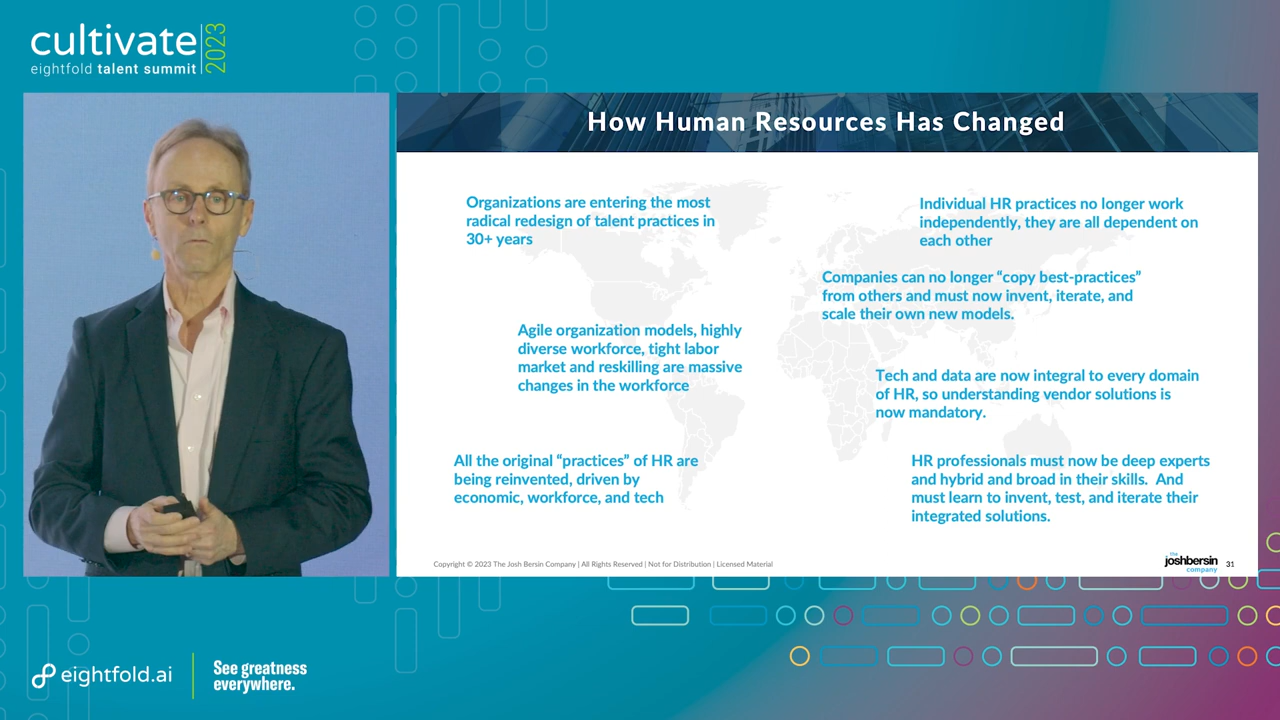 cultivate 2023
eightfold talent summit
How Human Resources Has Changed
Organizations are entering the most
radical redesign of talent practices in
30+ years
Individual HR practices no longer work
independently, they are all dependent on
each other
Companies can no longer “copy best-practices”
from others and must now invent, iterate, and
scale their own new models.
Agile organization models, highly
diverse workforce, tight labor
market and reskilling are massive
changes in the workforce
Tech and data are now integral to every domain
of HR, so understanding vendor solutions is
now mandatory.
All the original “practices” of HR are
being reinvented, driven by
economic, workforce, and tech
HR professionals must now be deep experts
and hybrid and broad in their skills.  And
must learn to invent, test, and iterate their
integrated solutions.
Copyright © 2023 The Josh Bersin Company | All Rights Reserved | Not for Distribution | Licensed Material
the
joshbersin
company
31
eightfold.ai
See greatness
everywhere.